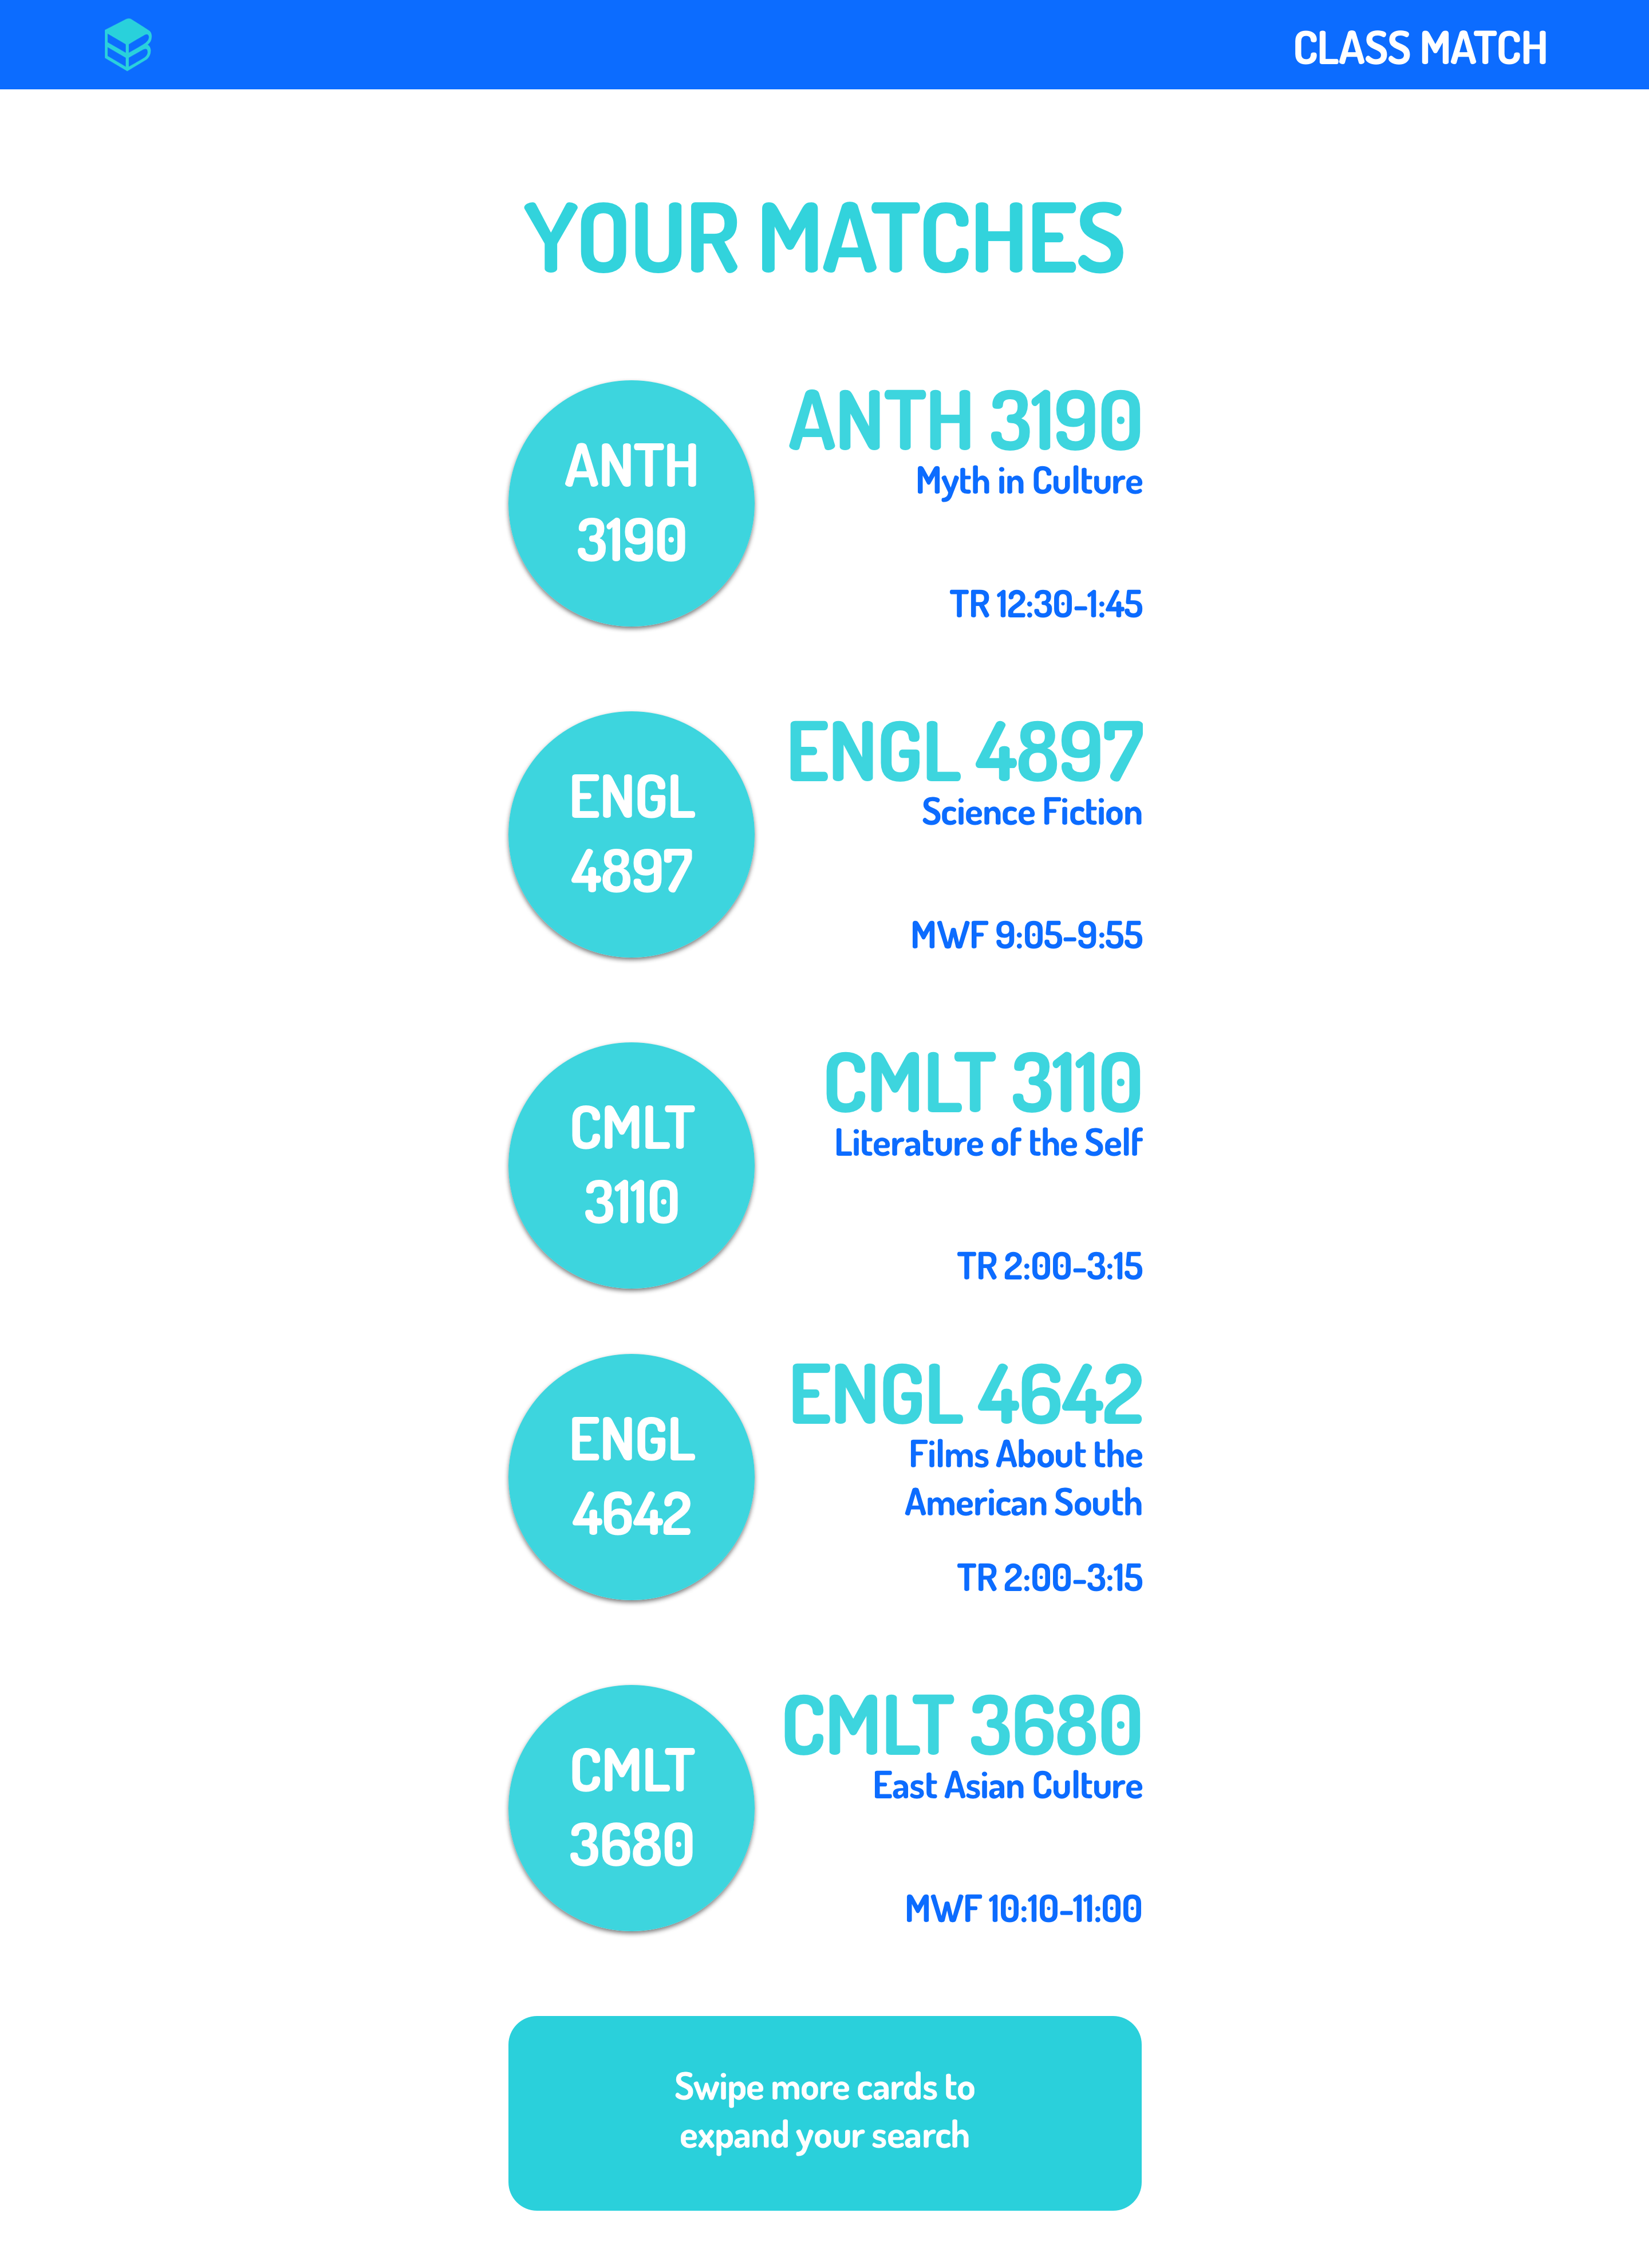 CLASS MATCH
YOUR MATCHES
ANTH
3190
ANTH 3190
Myth in Culture
TR 12:30-1:45
ENGL
4897
ENGL 4897
Science Fiction
MWF 9:05-9:55
CMLT
3110
CMLT 3110
Literature of the Self
TR 2:00-3:15
ENGL
4642
ENGL 4642
Films About the
American South
TR 2:00-3:15
CMLT
3680
CMLT 3680
East Asian Culture
MWF 10:10-11:00
Swipe more cards to
expand your search